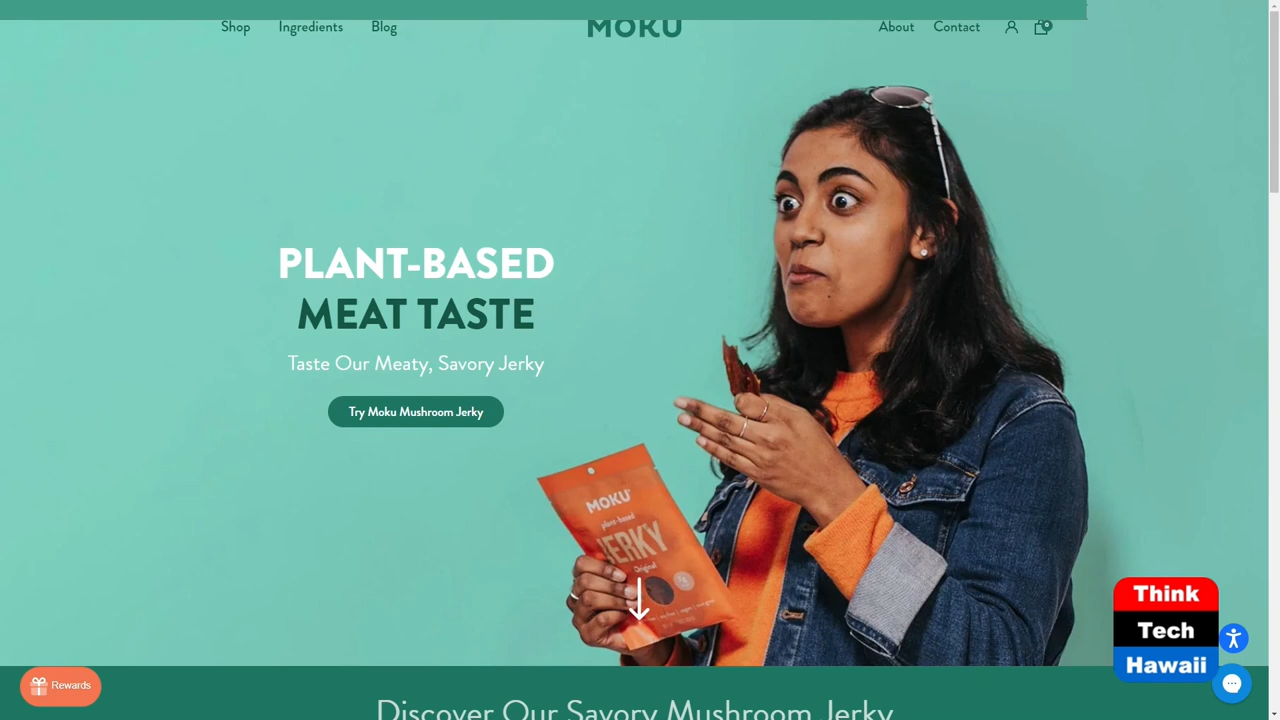 Shop
Ingredients
Blog
MOKU
About
Contact
0
PLANT-BASED
MEAT TASTE
Taste Our Meaty, Savory Jerky
Try Moku Mushroom Jerky
MOKU
plant-based
JERKY
Original
Think
Tech
Hawaii
Rewards
Discover Our Savory Mushroom Jerky